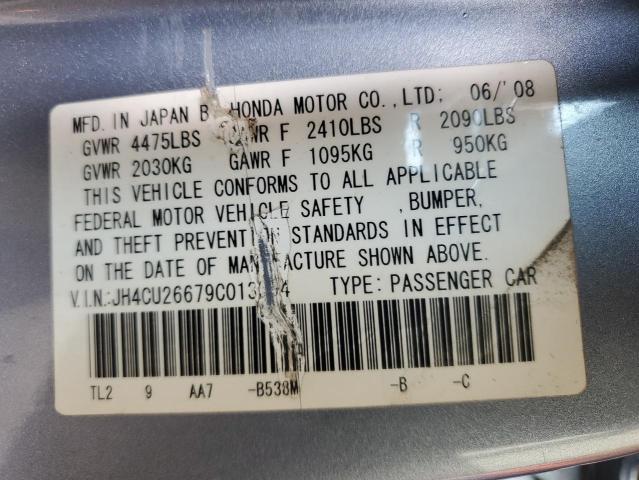 MFD. IN JAPAN B HONDA MOTOR CO.,LTD; 06/'08
GVWR 4475LBS GAWR F 2410LBS R 2090LBS
GVWR 2030KG GAWR F 1095KG R 950KG
THIS VEHICLE CONFORMS TO ALL APPLICABLE
FEDERAL MOTOR VEHICLE SAFETY ,BUMPER,
AND THEFT PREVENTION STANDARDS IN EFFECT
ON THE DATE OF MANUFACTURE SHOWN ABOVE.
V.I.N.: TYPE: PASSENGER CAR
TL2 9 AA7 -B538M -B -C